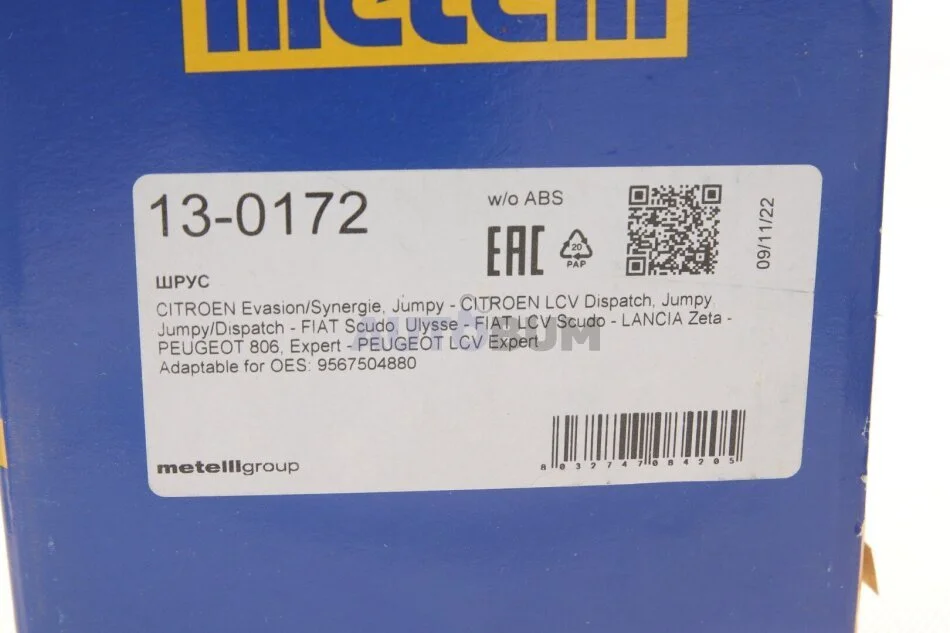 metelli
13-0172
w/o ABS
EAC
20
PAP
09/11/22
ШРУС
CITROEN Evasion/Synergie, Jumpy - CITROEN LCV Dispatch, Jumpy
Jumpy/Dispatch - FIAT Scudo, Ulysse - FIAT LCV Scudo - LANCIA Zeta -
PEUGEOT 806, Expert - PEUGEOT LCV Expert
Adaptable for OES: 9567504880
AUTOBUM
metelligroup
8032747084205